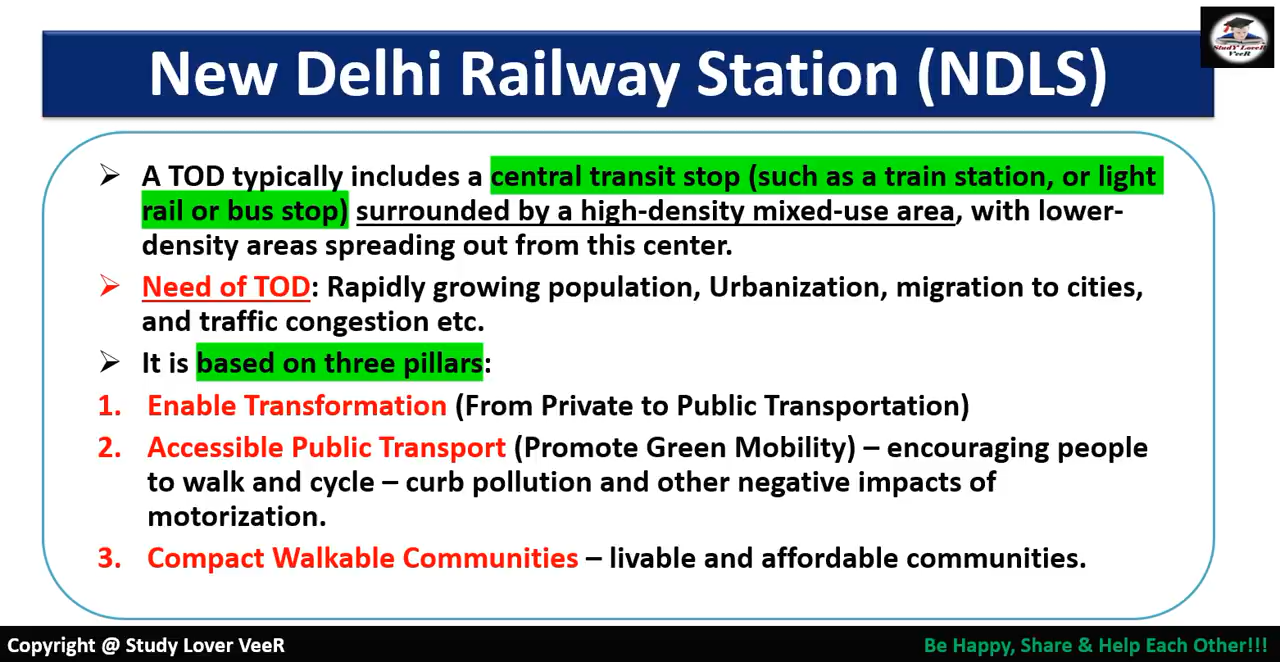 StudY LoveR
VeeR
New Delhi Railway Station (NDLS)
➢ A TOD typically includes a central transit stop (such as a train station, or light
rail or bus stop) surrounded by a high-density mixed-use area, with lower-
density areas spreading out from this center.
➢ Need of TOD: Rapidly growing population, Urbanization, migration to cities,
and traffic congestion etc.
➢ It is based on three pillars:
1. Enable Transformation (From Private to Public Transportation)
2. Accessible Public Transport (Promote Green Mobility) – encouraging people
to walk and cycle – curb pollution and other negative impacts of
motorization.
3. Compact Walkable Communities – livable and affordable communities.
Copyright @ Study Lover VeeR
Be Happy, Share & Help Each Other!!!